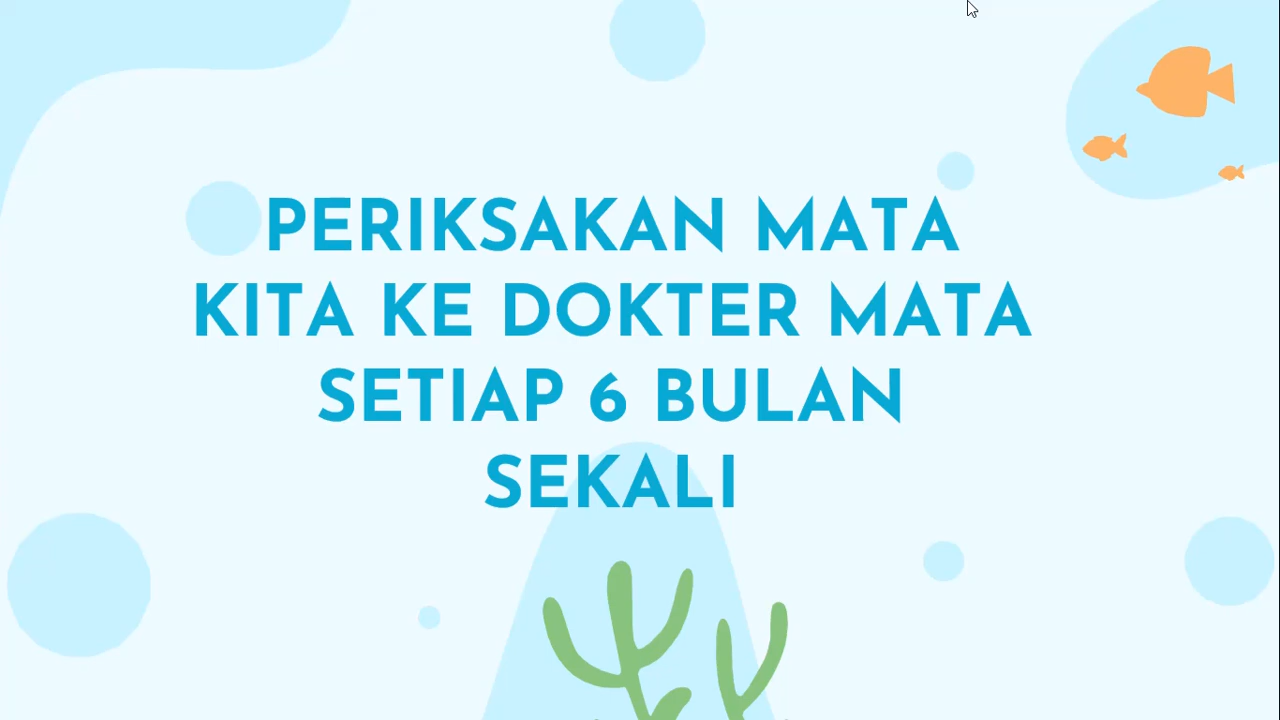 PERIKSAKAN MATA
KITA KE DOKTER MATA
SETIAP 6 BULAN
SEKALI